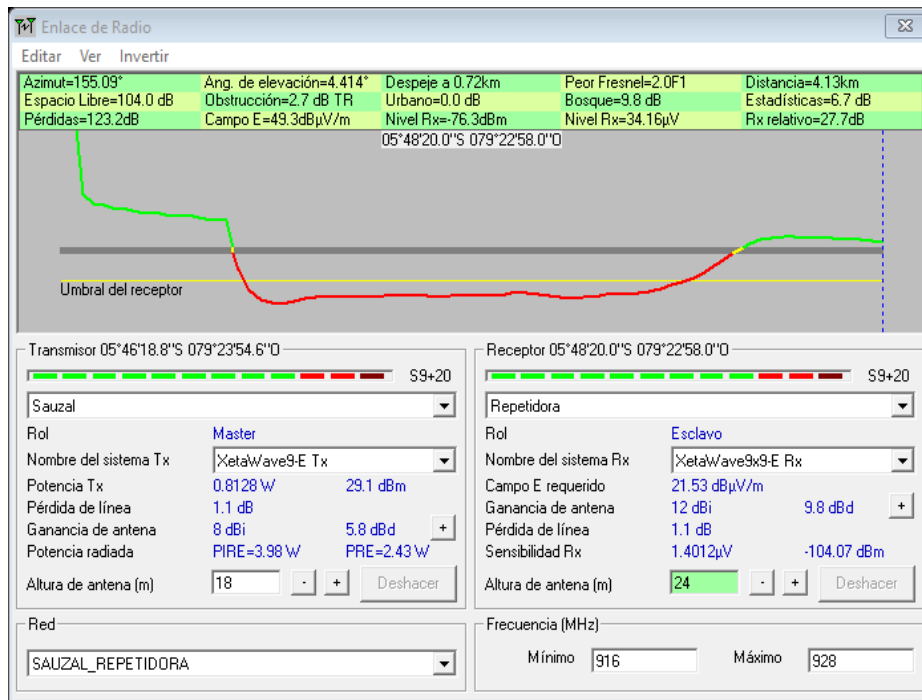 Enlace de Radio
Editar Ver Invertir
Azimut=155.09° Ang. de elevación=4.414° Despeje a 0.72km Peor Fresnel=2.0F1 Distancia=4.13km
Espacio Libre=104.0 dB Obstrucción=2.7 dB TR Urbano=0.0 dB Bosque=9.8 dB Estadísticas=6.7 dB
Pérdidas=123.2dB Campo E=49.3dBµV/m Nivel Rx=-76.3dBm Nivel Rx=34.16µV Rx relativo=27.7dB
05°48'20.0"S 079°22'58.0"O
Umbral del receptor
Transmisor 05°46'18.8"S 079°23'54.6"O
S9+20
Sauzal
Rol Master
Nombre del sistema Tx XetaWave9-E Tx
Potencia Tx 0.8128 W 29.1 dBm
Pérdida de línea 1.1 dB
Ganancia de antena 8 dBi 5.8 dBd +
Potencia radiada PIRE=3.98 W PRE=2.43 W
Altura de antena (m) 18 - + Deshacer
Receptor 05°48'20.0"S 079°22'58.0"O
S9+20
Repetidora
Rol Esclavo
Nombre del sistema Rx XetaWave9x9-E Rx
Campo E requerido 21.53 dBµV/m
Ganancia de antena 12 dBi 9.8 dBd +
Pérdida de línea 1.1 dB
Sensibilidad Rx 1.4012µV -104.07 dBm
Altura de antena (m) 24 - + Deshacer
Red
SAUZAL_REPETIDORA
Frecuencia (MHz)
Mínimo 916 Máximo 928